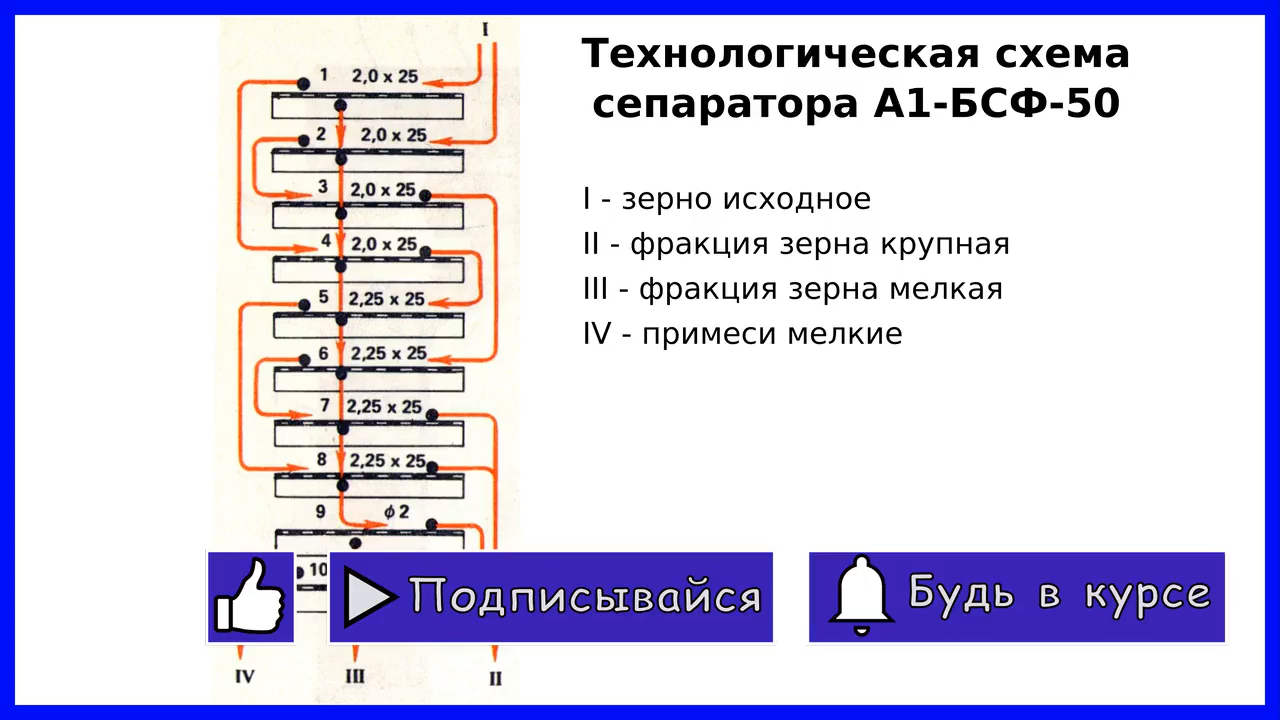 I
1 2,0 x 25
2 2,0 x 25
3 2,0 x 25
4 2,0 x 25
5 2,25 x 25
6 2,25 x 25
7 2,25 x 25
8 2,25 x 25
9 ϕ 2
10
IV III II
Технологическая схема
сепаратора А1-БСФ-50
I - зерно исходное
II - фракция зерна крупная
III - фракция зерна мелкая
IV - примеси мелкие
Подписывайся
Будь в курсе